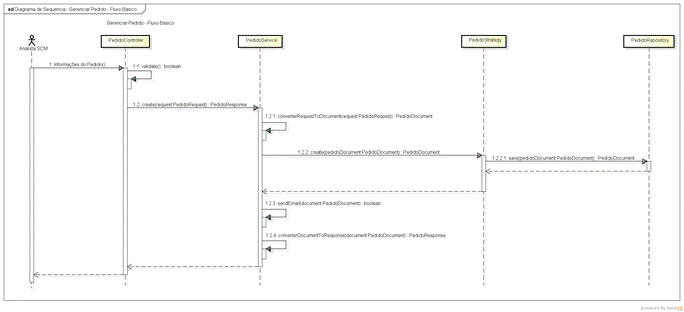 sd Diagrama de Sequencia - Gerenciar Pedido - Fluxo Basico
Gerenciar Pedido - Fluxo Basico
Analista SCM
PedidoController
PedidoService
PedidoStrategy
PedidoRepository
1: Informações do Pedido()
1.1: validate() : boolean
1.2: create(request:PedidoRequest) : PedidoResponse
1.2.1: converterRequestToDocument(request:PedidoRequest) : PedidoDocument
1.2.2: create(pedidoDocument:PedidoDocument) : PedidoDocument
1.2.2.1: save(pedidoDocument:PedidoDocument) : PedidoDocument
1.2.3: sendEmail(document:PedidoDocument) : boolean
1.2.4: converterDocumentToResponse(document:PedidoDocument) : PedidoResponse
powered by Astah